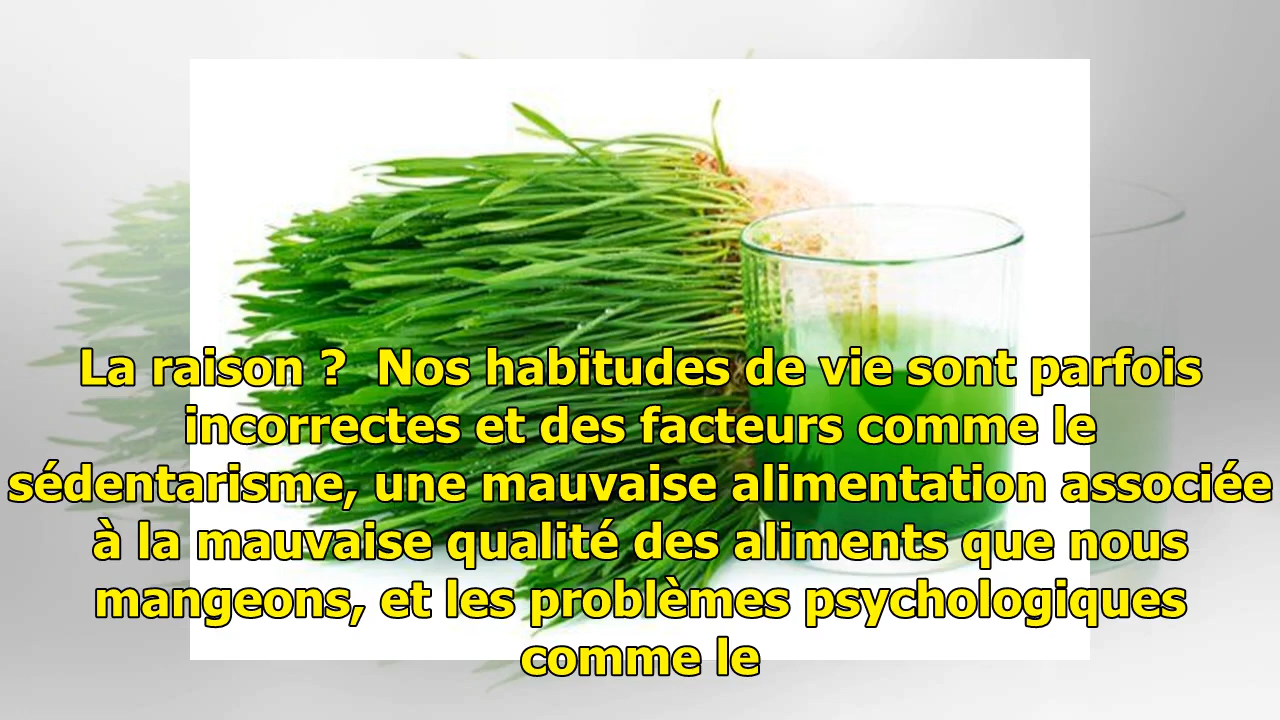 La raison ?  Nos habitudes de vie sont parfois
incorrectes et des facteurs comme le
sédentarisme, une mauvaise alimentation associée
à la mauvaise qualité des aliments que nous
mangeons, et les problèmes psychologiques
comme le